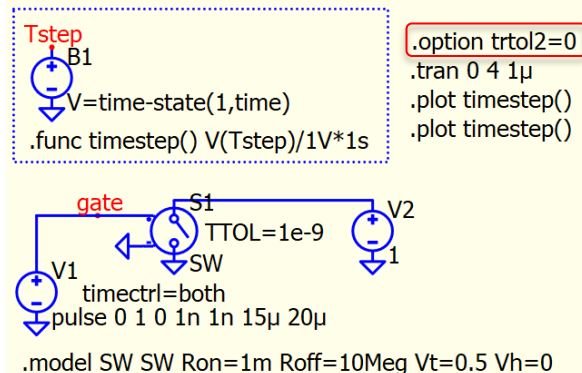 Tstep
B1
V=time-state(1,time)
.func timestep() V(Tstep)/1V*1s
.option trtol2=0
.tran 0 4 1µ
.plot timestep()
.plot timestep()
gate
S1
TTOL=1e-9
SW
V2
1
V1
timectrl=both
pulse 0 1 0 1n 1n 15µ 20µ
.model SW SW Ron=1m Roff=10Meg Vt=0.5 Vh=0